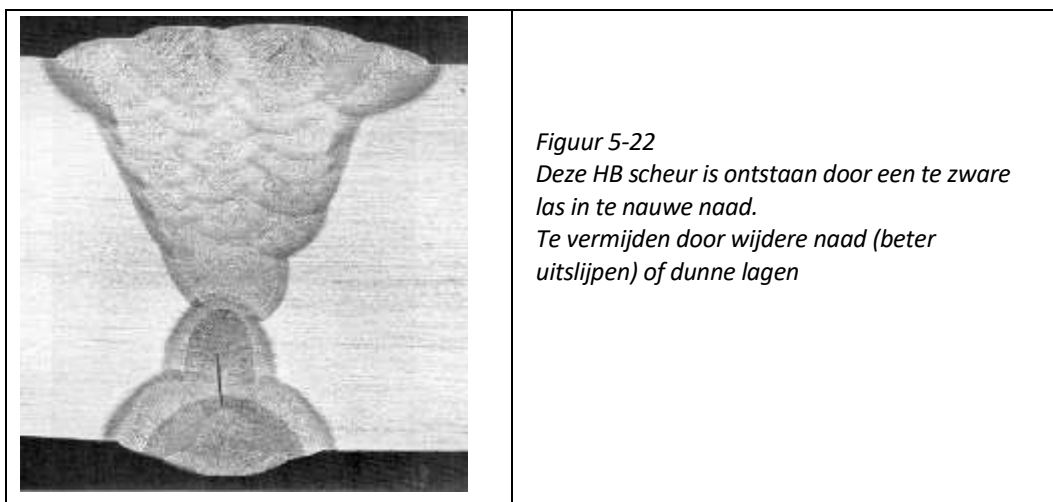 Figuur 5-22
Deze HB scheur is ontstaan door een te zware
las in te nauwe naad.
Te vermijden door wijdere naad (beter
uitslijpen) of dunne lagen